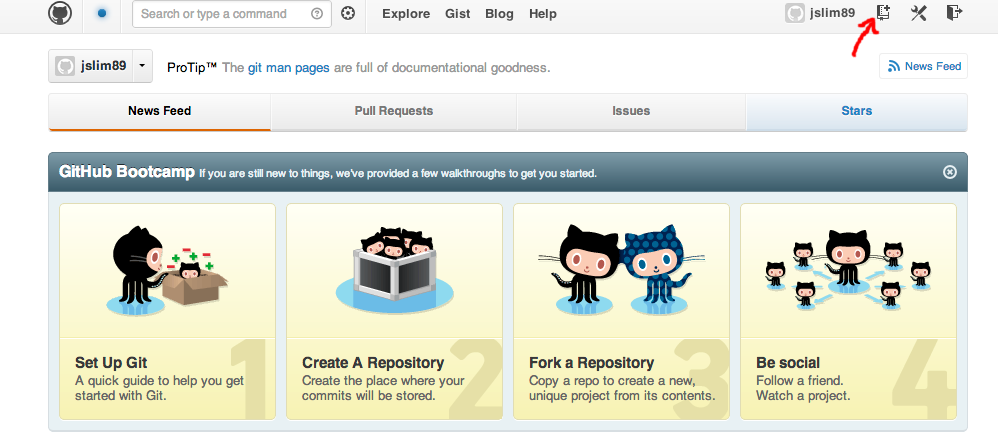 Search or type a command ?
Explore Gist Blog Help
jslim89
jslim89
ProTip™ The git man pages are full of documentational goodness.
News Feed
News Feed Pull Requests Issues Stars
GitHub Bootcamp If you are still new to things, we've provided a few walkthroughs to get you started.
1
Set Up Git
A quick guide to help you get
started with Git.
2
Create A Repository
Create the place where your
commits will be stored.
3
Fork a Repository
Copy a repo to create a new,
unique project from its contents.
4
Be social
Follow a friend.
Watch a project.